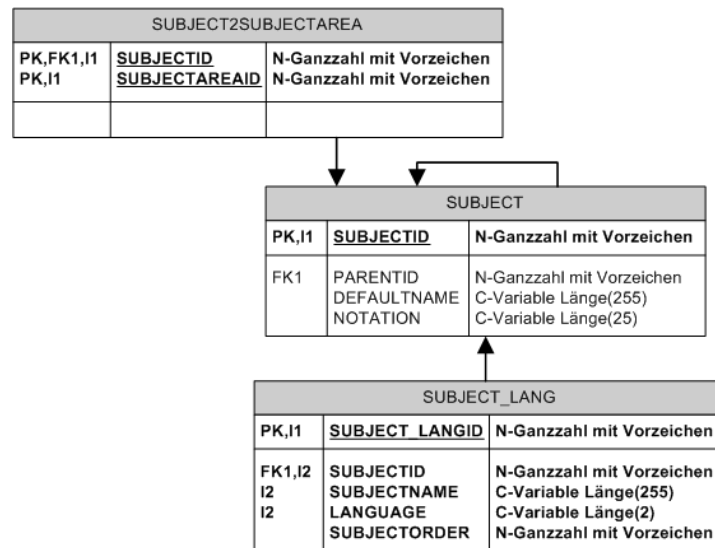 SUBJECT2SUBJECTAREA
PK,FK1,I1 SUBJECTID N-Ganzzahl mit Vorzeichen
PK,I1 SUBJECTAREAID N-Ganzzahl mit Vorzeichen
SUBJECT
PK,I1 SUBJECTID N-Ganzzahl mit Vorzeichen
FK1 PARENTID N-Ganzzahl mit Vorzeichen
DEFAULTNAME C-Variable Länge(255)
NOTATION C-Variable Länge(25)
SUBJECT_LANG
PK,I1 SUBJECT_LANGID N-Ganzzahl mit Vorzeichen
FK1,I2 SUBJECTID N-Ganzzahl mit Vorzeichen
I2 SUBJECTNAME C-Variable Länge(255)
I2 LANGUAGE C-Variable Länge(2)
SUBJECTORDER N-Ganzzahl mit Vorzeichen